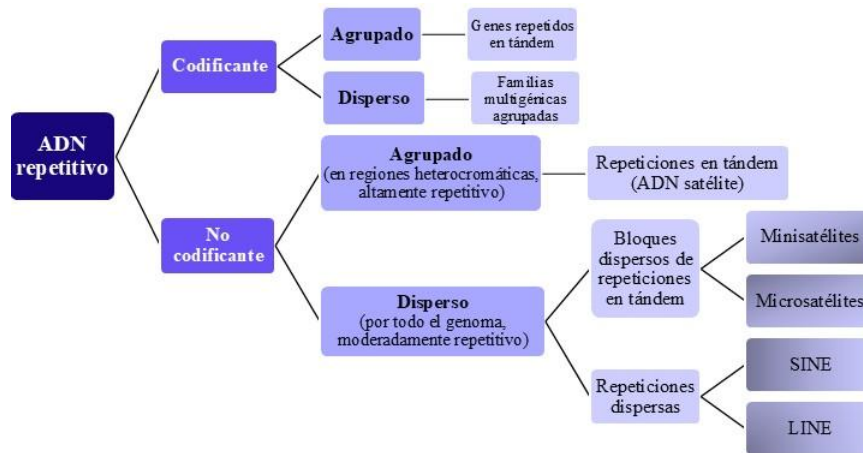 ADN
repetitivo
Codificante
Agrupado
Genes repetidos
en tándem
Disperso
Familias
multigénicas
agrupadas
No
codificante
Agrupado
(en regiones heterocromáticas,
altamente repetitivo)
Repeticiones en tándem
(ADN satélite)
Disperso
(por todo el genoma,
moderadamente repetitivo)
Bloques
dispersos de
repeticiones
en tándem
Minisatélites
Microsatélites
Repeticiones
dispersas
SINE
LINE